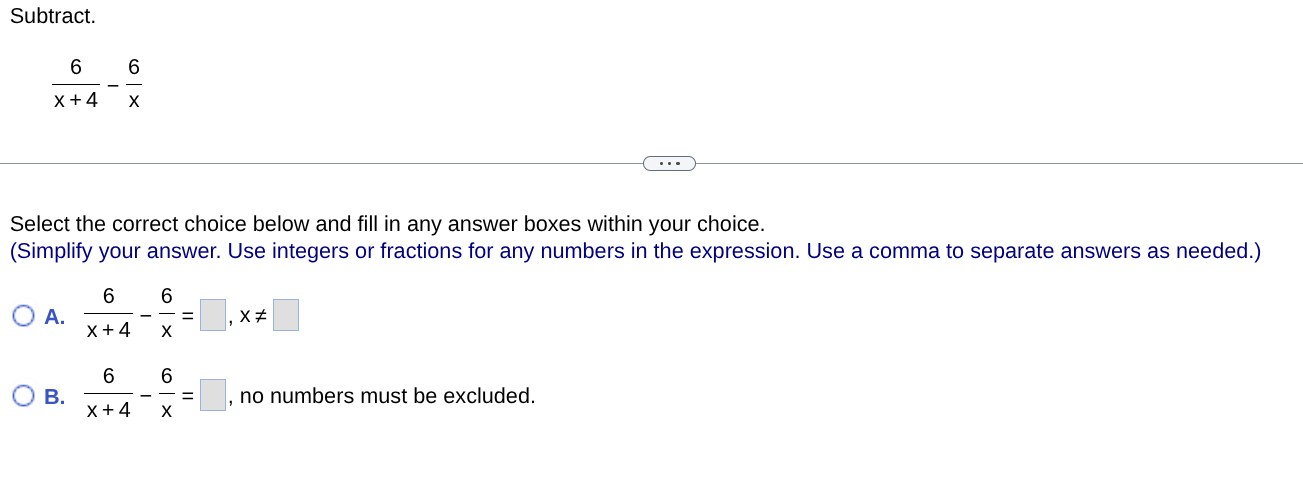 Subtract.
6/(x + 4) − 6/x
Select the correct choice below and fill in any answer boxes within your choice.
(Simplify your answer. Use integers or fractions for any numbers in the expression. Use a comma to separate answers as needed.)
A. 6/(x + 4) − 6/x = , x ≠
B. 6/(x + 4) − 6/x = , no numbers must be excluded.